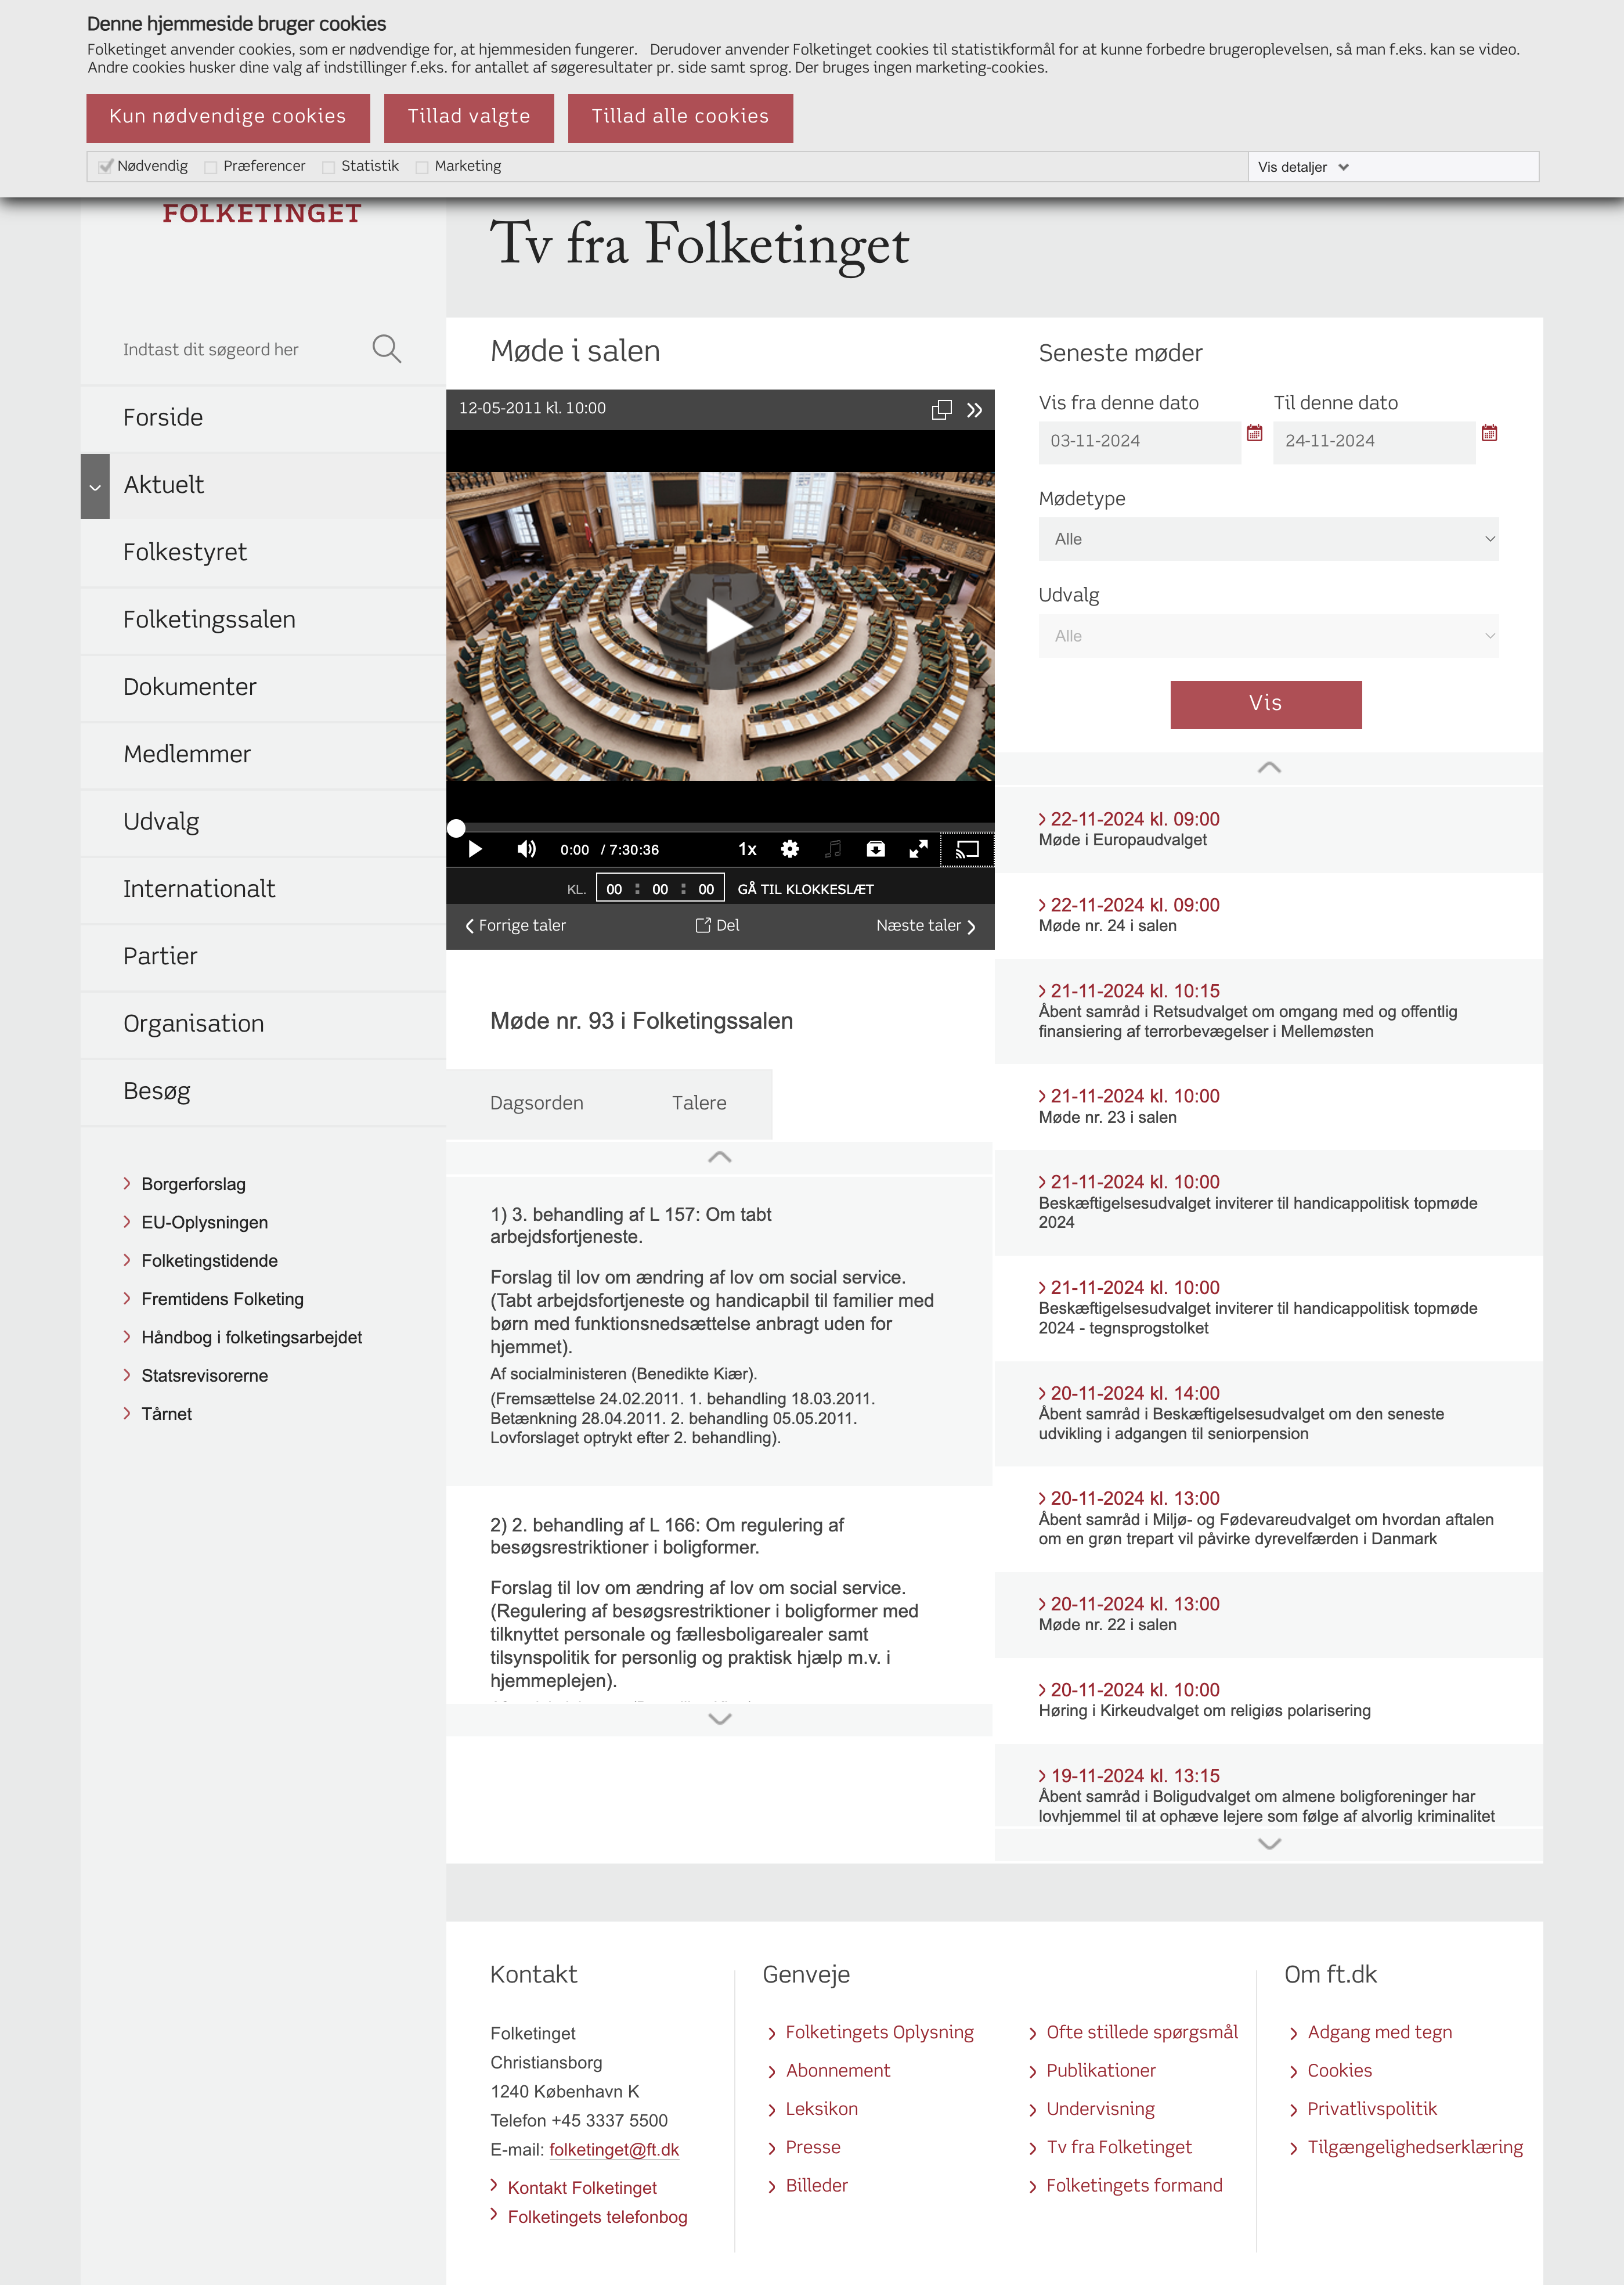 Denne hjemmeside bruger cookies
Folketinget anvender cookies, som er nødvendige for, at hjemmesiden fungerer. Derudover anvender Folketinget cookies til statistikformål for at kunne forbedre brugeroplevelsen, så man f.eks. kan se video.
Andre cookies husker dine valg af indstillinger f.eks. for antallet af søgeresultater pr. side samt sprog. Der bruges ingen marketing-cookies.
Kun nødvendige cookies
Tillad valgte
Tillad alle cookies
Nødvendig
Præferencer
Statistik
Marketing
Vis detaljer
FOLKETINGET
Indtast dit søgeord her
Forside
Aktuelt
Folkestyret
Folketingssalen
Dokumenter
Medlemmer
Udvalg
Internationalt
Partier
Organisation
Besøg
Borgerforslag
EU-Oplysningen
Folketingstidende
Fremtidens Folketing
Håndbog i folketingsarbejdet
Statsrevisorerne
Tårnet
Tv fra Folketinget
Møde i salen
12-05-2011 kl. 10:00
0:00 / 7:30:36
1x
KL. 00 : 00 : 00 GÅ TIL KLOKKESLÆT
Forrige taler
Del
Næste taler
Møde nr. 93 i Folketingssalen
Dagsorden
Talere
1) 3. behandling af L 157: Om tabt
arbejdsfortjeneste.
Forslag til lov om ændring af lov om social service.
(Tabt arbejdsfortjeneste og handicapbil til familier med
børn med funktionsnedsættelse anbragt uden for
hjemmet).
Af socialministeren (Benedikte Kiær).
(Fremsættelse 24.02.2011. 1. behandling 18.03.2011.
Betænkning 28.04.2011. 2. behandling 05.05.2011.
Lovforslaget optrykt efter 2. behandling).
2) 2. behandling af L 166: Om regulering af
besøgsrestriktioner i boligformer.
Forslag til lov om ændring af lov om social service.
(Regulering af besøgsrestriktioner i boligformer med
tilknyttet personale og fællesboligarealer samt
tilsynspolitik for personlig og praktisk hjælp m.v. i
hjemmeplejen).
Seneste møder
Vis fra denne dato
Til denne dato
03-11-2024
24-11-2024
Mødetype
Alle
Udvalg
Alle
Vis
22-11-2024 kl. 09:00
Møde i Europaudvalget
22-11-2024 kl. 09:00
Møde nr. 24 i salen
21-11-2024 kl. 10:15
Åbent samråd i Retsudvalget om omgang med og offentlig
finansiering af terrorbevægelser i Mellemøsten
21-11-2024 kl. 10:00
Møde nr. 23 i salen
21-11-2024 kl. 10:00
Beskæftigelsesudvalget inviterer til handicappolitisk topmøde
2024
21-11-2024 kl. 10:00
Beskæftigelsesudvalget inviterer til handicappolitisk topmøde
2024 - tegnsprogstolket
20-11-2024 kl. 14:00
Åbent samråd i Beskæftigelsesudvalget om den seneste
udvikling i adgangen til seniorpension
20-11-2024 kl. 13:00
Åbent samråd i Miljø- og Fødevareudvalget om hvordan aftalen
om en grøn trepart vil påvirke dyrevelfærden i Danmark
20-11-2024 kl. 13:00
Møde nr. 22 i salen
20-11-2024 kl. 10:00
Høring i Kirkeudvalget om religiøs polarisering
19-11-2024 kl. 13:15
Åbent samråd i Boligudvalget om almene boligforeninger har
lovhjemmel til at ophæve lejere som følge af alvorlig kriminalitet
Kontakt
Folketinget
Christiansborg
1240 København K
Telefon +45 3337 5500
E-mail: folketinget@ft.dk
Kontakt Folketinget
Folketingets telefonbog
Genveje
Folketingets Oplysning
Abonnement
Leksikon
Presse
Billeder
Ofte stillede spørgsmål
Publikationer
Undervisning
Tv fra Folketinget
Folketingets formand
Om ft.dk
Adgang med tegn
Cookies
Privatlivspolitik
Tilgængelighedserklæring